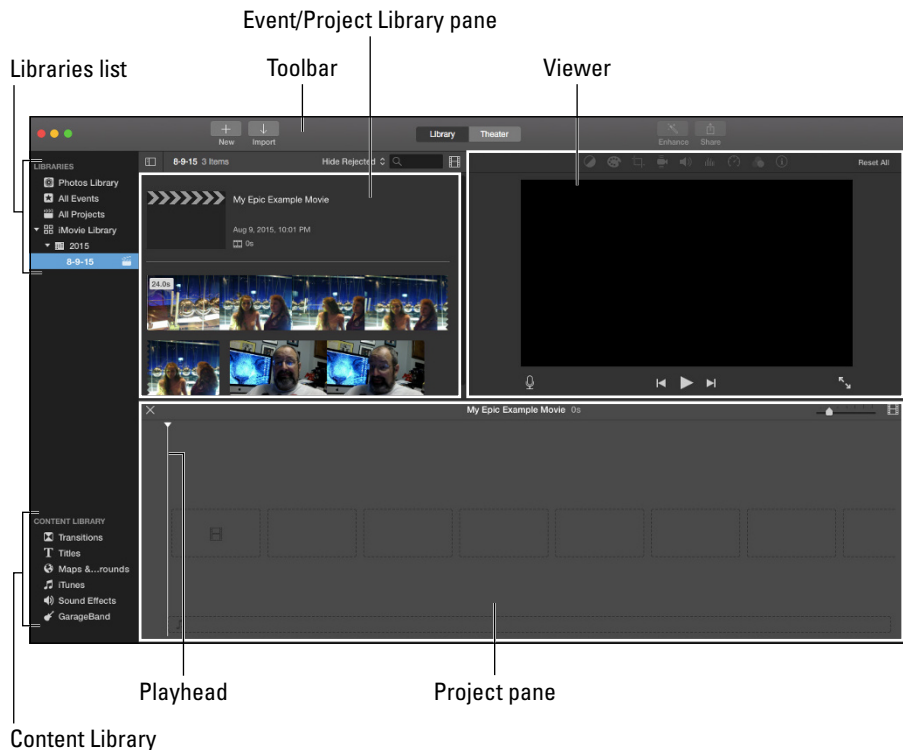 Event/Project Library pane
Libraries list
Toolbar
Viewer
New
Import
Library
Theater
Enhance
Share
LIBRARIES
Photos Library
All Events
All Projects
iMovie Library
2015
8-9-15
8-9-15 3 Items
Hide Rejected
Reset All
My Epic Example Movie
Aug 9, 2015, 10:01 PM
0s
24.0s
My Epic Example Movie 0s
CONTENT LIBRARY
Transitions
T Titles
Maps &...rounds
iTunes
Sound Effects
GarageBand
Playhead
Project pane
Content Library